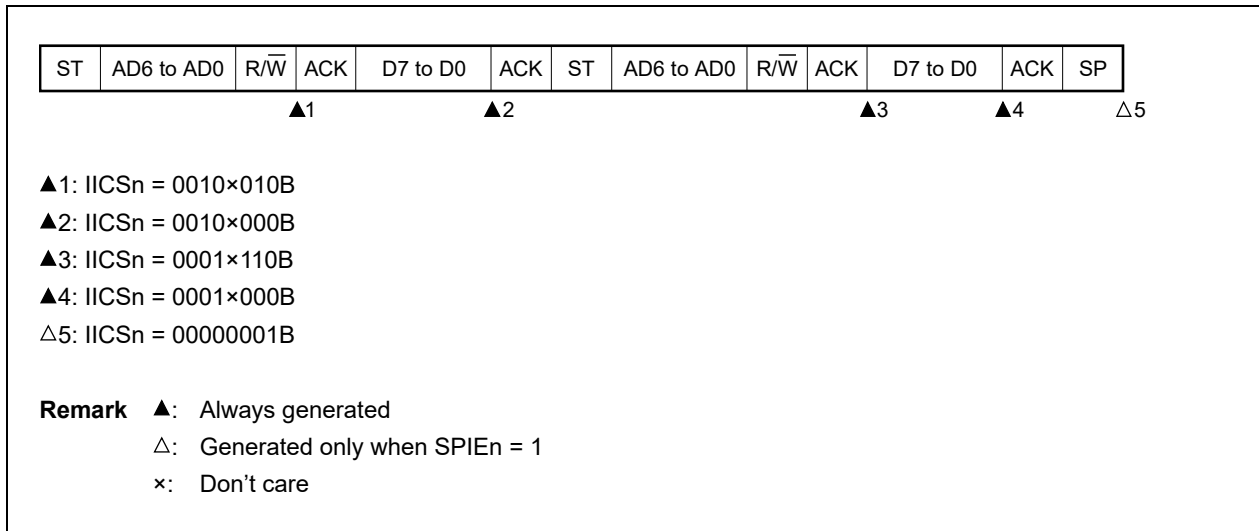 ST AD6 to AD0 R/W̅ ACK D7 to D0 ACK ST AD6 to AD0 R/W̅ ACK D7 to D0 ACK SP
▲1 ▲2 ▲3 ▲4 △5
▲1: IICSn = 0010×010B
▲2: IICSn = 0010×000B
▲3: IICSn = 0001×110B
▲4: IICSn = 0001×000B
△5: IICSn = 00000001B
Remark ▲: Always generated
△: Generated only when SPIEn = 1
×: Don’t care